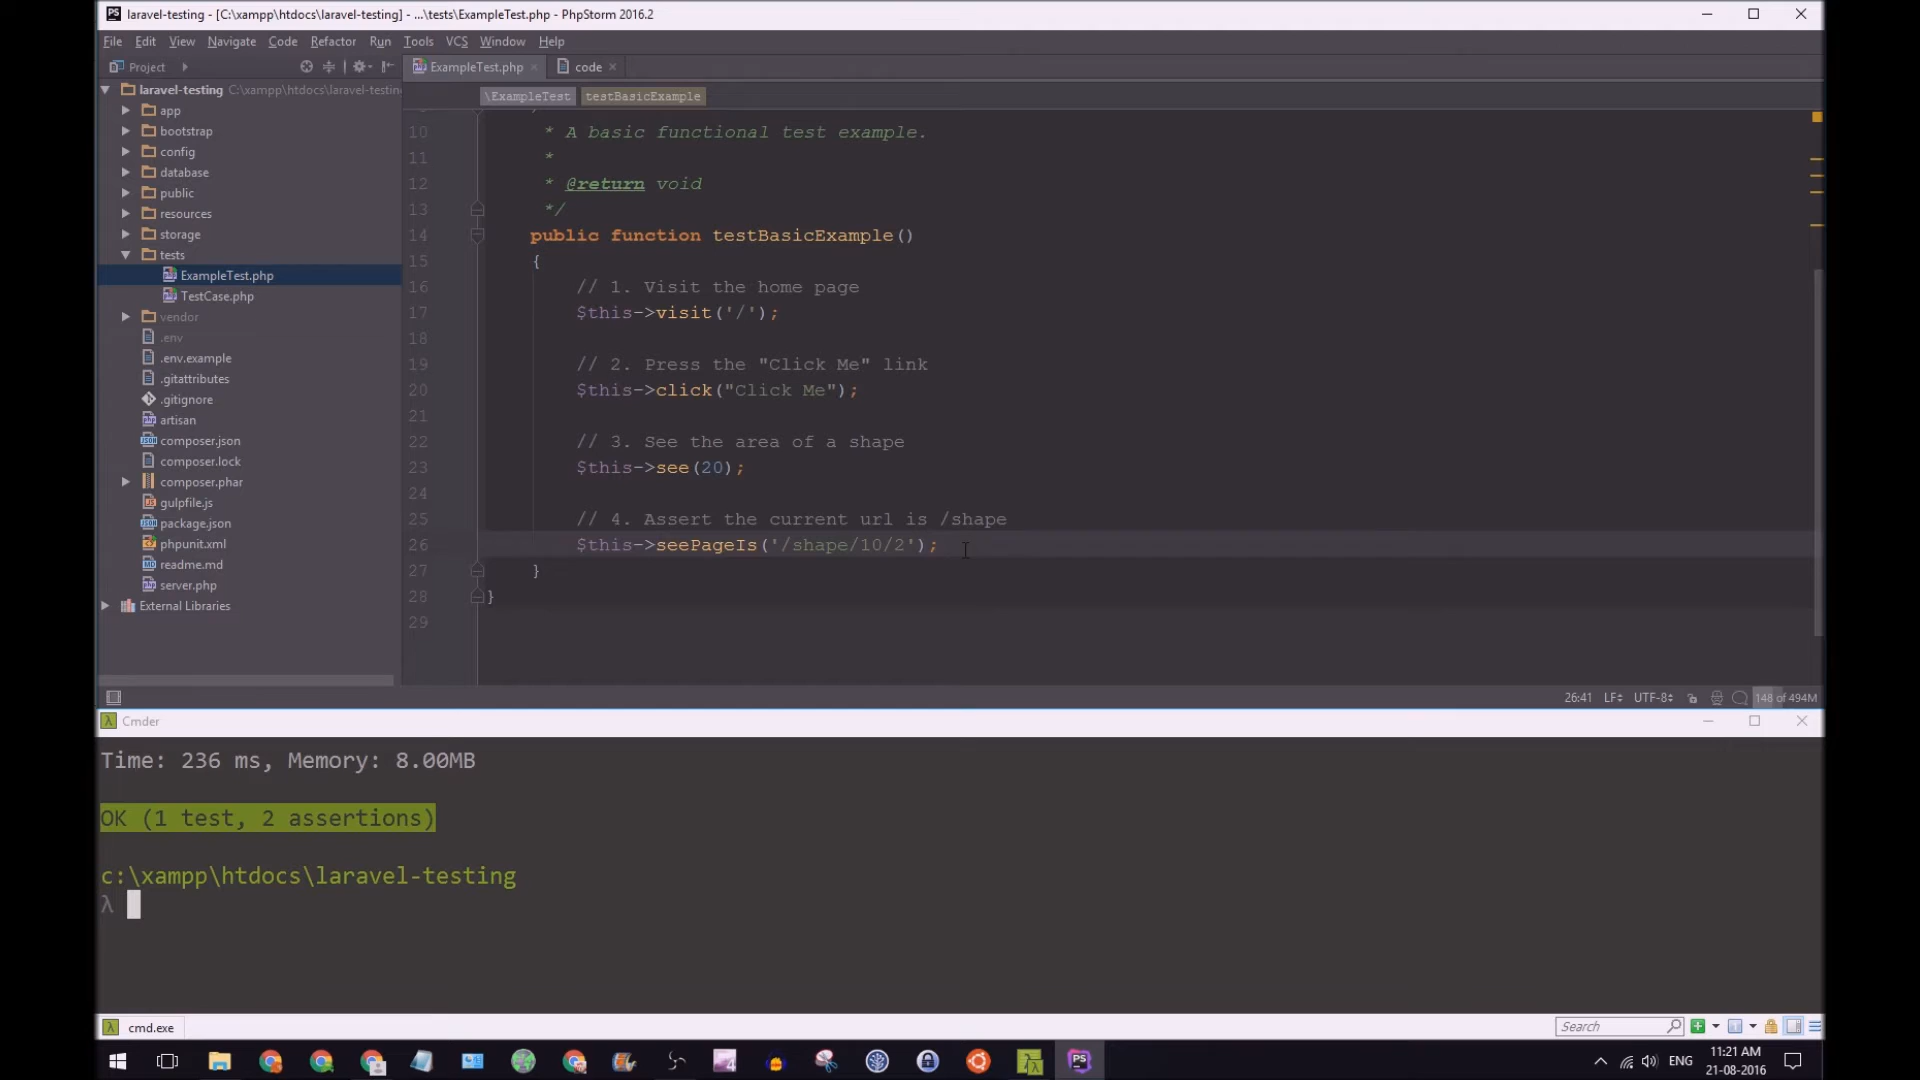 laravel-testing - [C:\xampp\htdocs\laravel-testing] - ...\tests\ExampleTest.php - PhpStorm 2016.2
File Edit View Navigate Code Refactor Run Tools VCS Window Help
Project
ExampleTest.php
code
\ExampleTest
testBasicExample
laravel-testing C:\xampp\htdocs\laravel-testing
app
bootstrap
config
database
public
resources
storage
tests
ExampleTest.php
TestCase.php
vendor
.env
.env.example
.gitattributes
.gitignore
artisan
composer.json
composer.lock
composer.phar
gulpfile.js
package.json
phpunit.xml
readme.md
server.php
External Libraries
10 * A basic functional test example.
11 *
12 * @return void
13 */
14 public function testBasicExample()
15 {
16 // 1. Visit the home page
17 $this->visit('/');
18
19 // 2. Press the "Click Me" link
20 $this->click("Click Me");
21
22 // 3. See the area of a shape
23 $this->see(20);
24
25 // 4. Assert the current url is /shape
26 $this->seePageIs('/shape/10/2');
27 }
28 }
29
26:41 LF UTF-8 148 of 494M
Cmder
Time: 236 ms, Memory: 8.00MB
OK (1 test, 2 assertions)
c:\xampp\htdocs\laravel-testing
λ
cmd.exe
Search
ENG
11:21 AM
21-08-2016